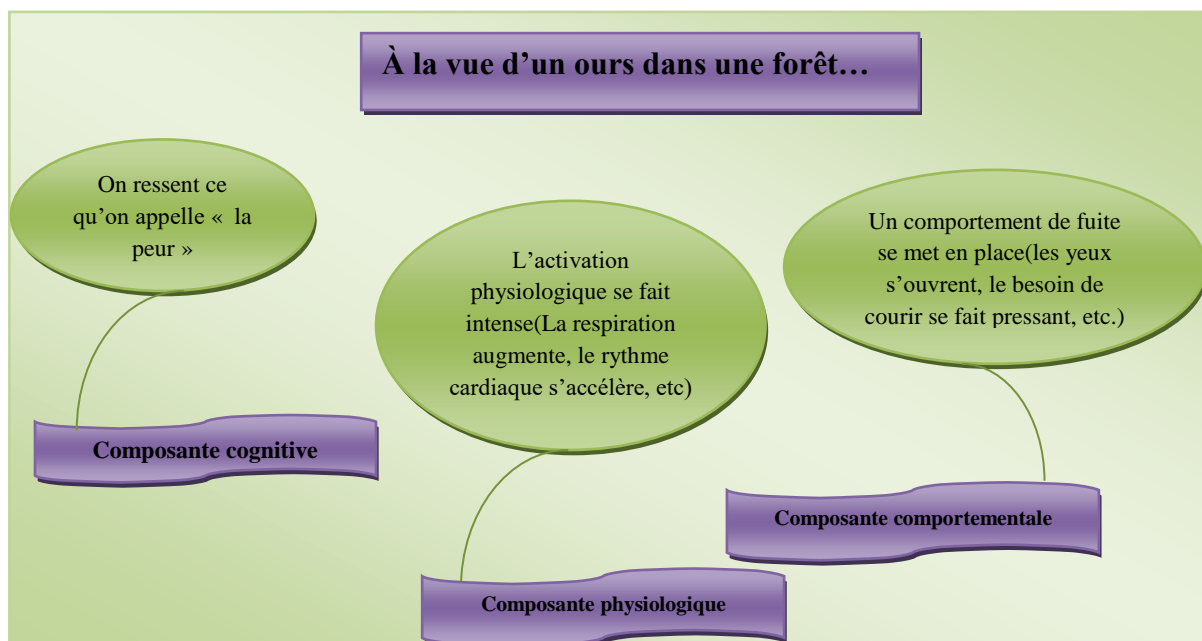 À la vue d’un ours dans une forêt…
On ressent ce
qu’on appelle «  la
peur »
Composante cognitive
L’activation
physiologique se fait
intense(La respiration
augmente, le rythme
cardiaque s’accélère, etc)
Composante physiologique
Un comportement de fuite
se met en place(les yeux
s’ouvrent, le besoin de
courir se fait pressant, etc.)
Composante comportementale